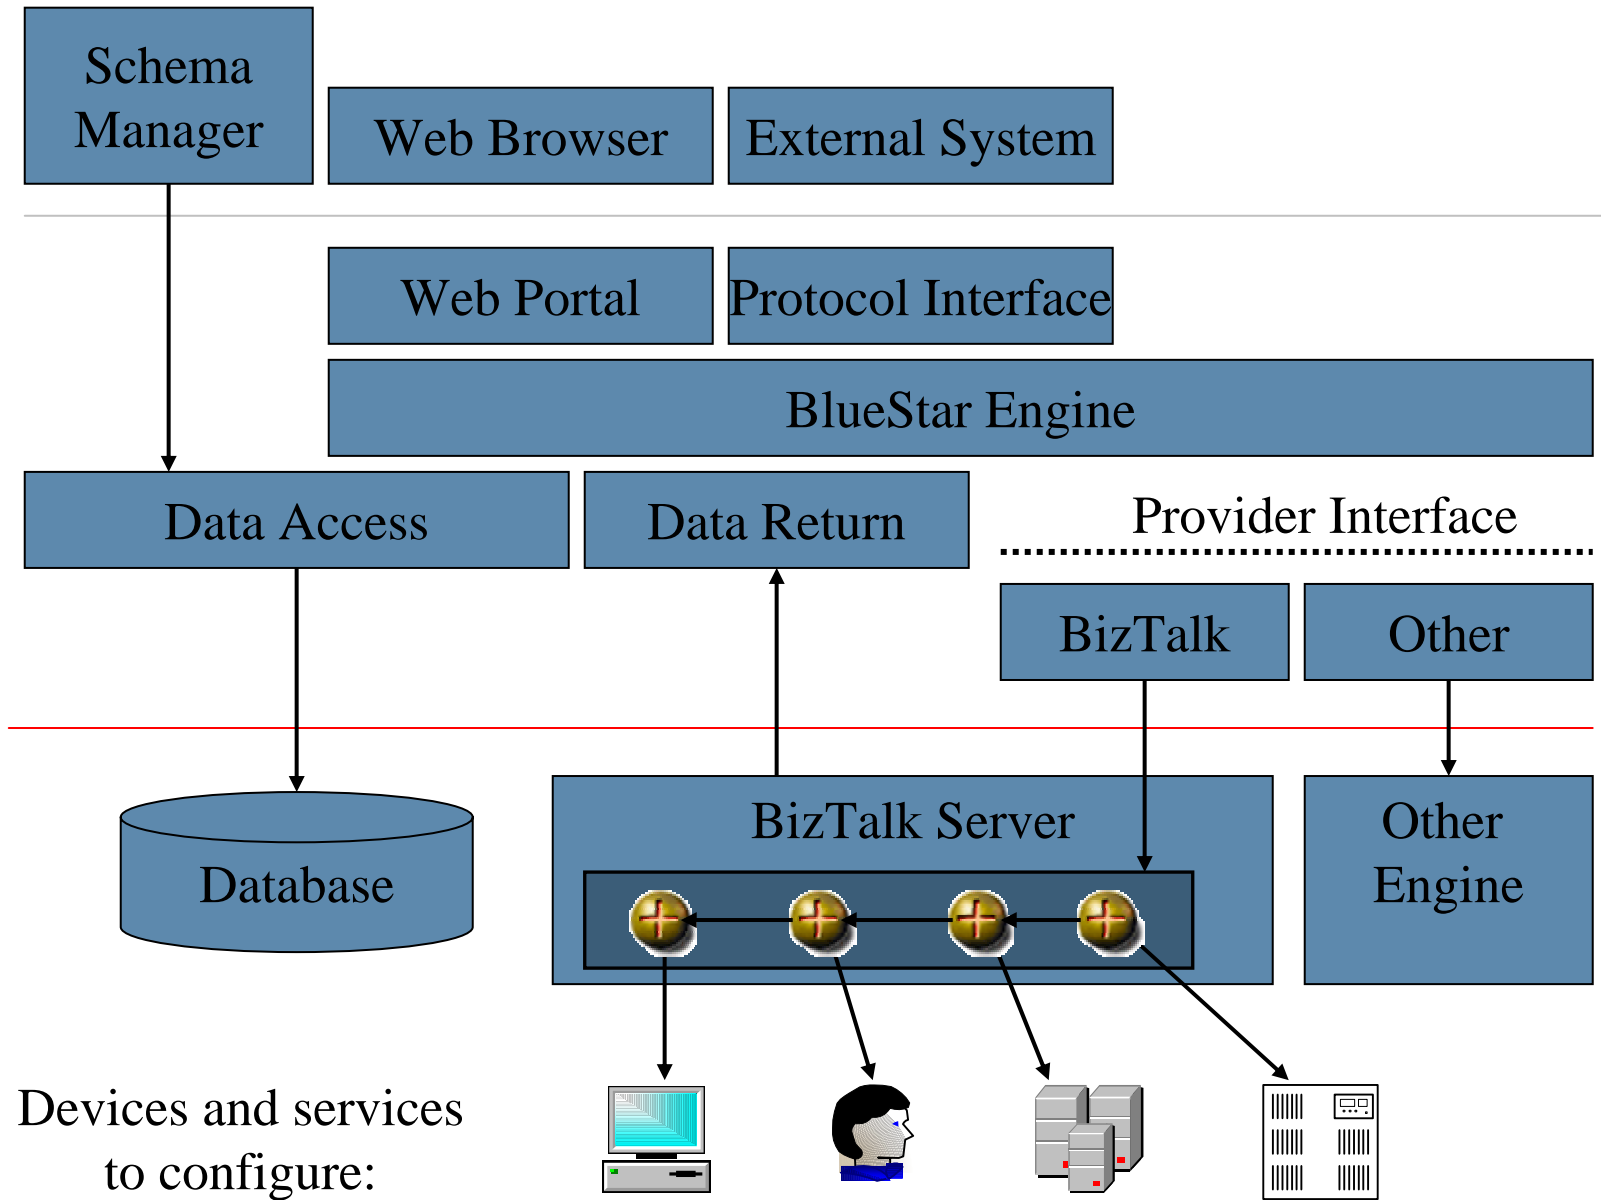 Schema
Manager
Web Browser
External System
Web Portal
Protocol Interface
BlueStar Engine
Data Access
Data Return
Provider Interface
BizTalk
Other
BizTalk Server
Other
Engine
Database
Devices and services
to configure: